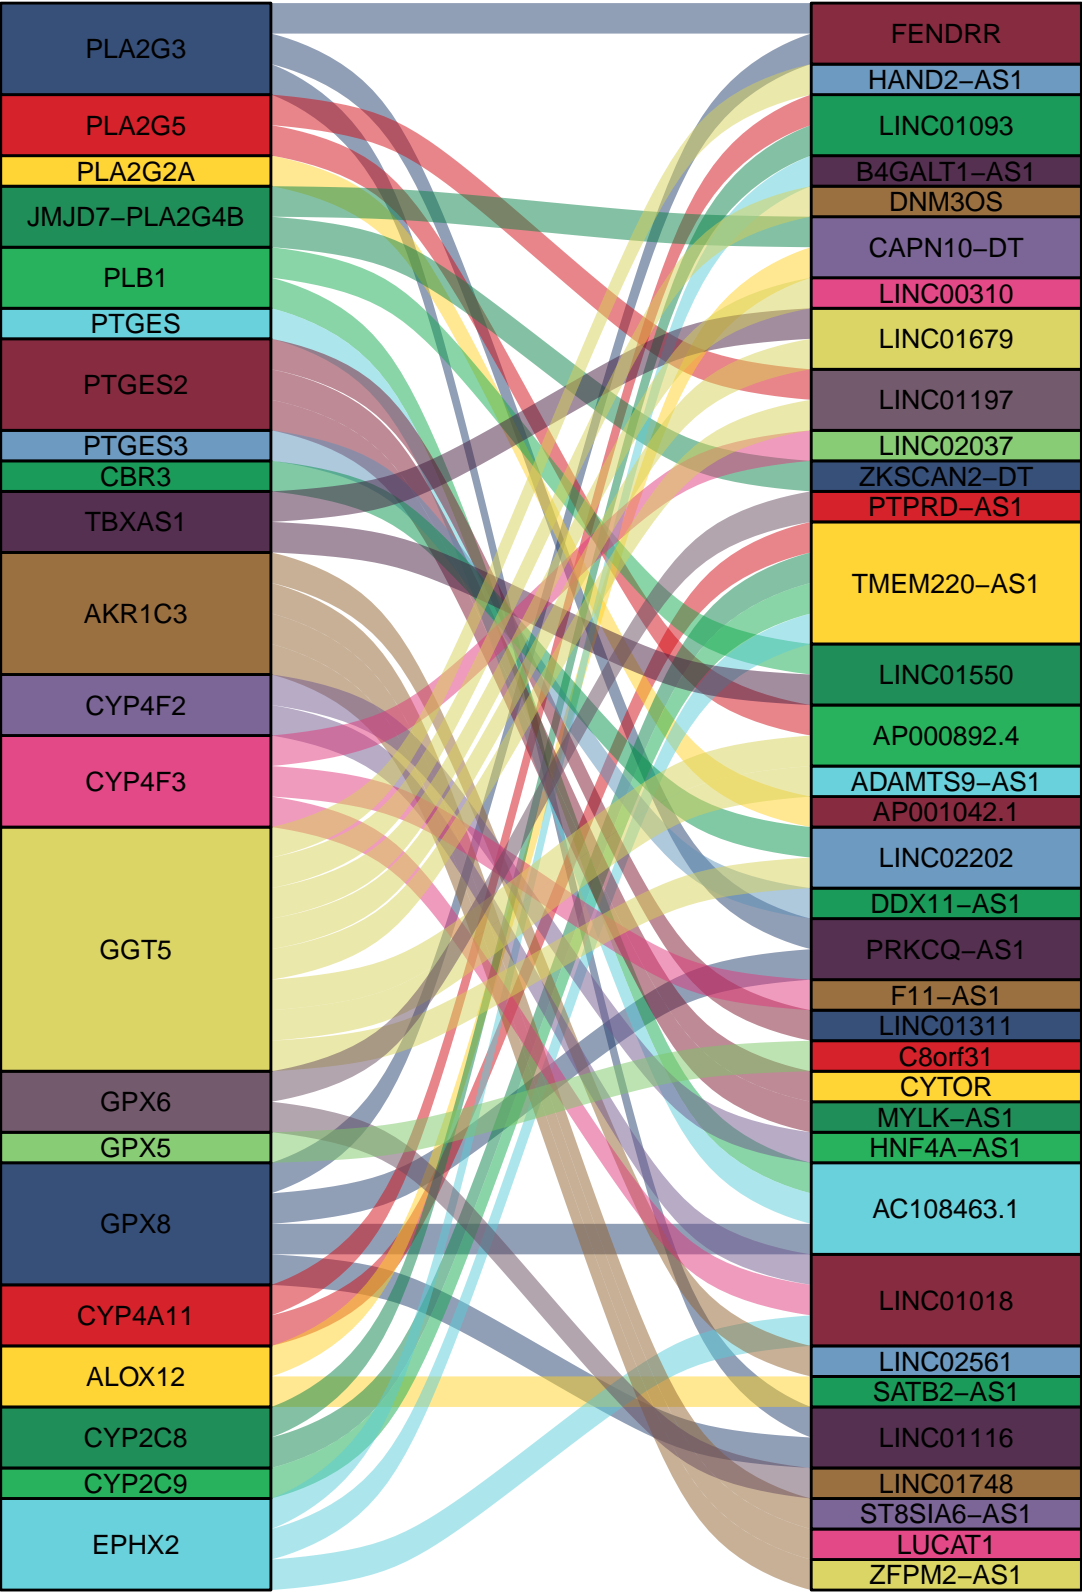 PLA2G3
PLA2G5
PLA2G2A
JMJD7−PLA2G4B
PLB1
PTGES
PTGES2
PTGES3
CBR3
TBXAS1
AKR1C3
CYP4F2
CYP4F3
GGT5
GPX6
GPX5
GPX8
CYP4A11
ALOX12
CYP2C8
CYP2C9
EPHX2
FENDRR
HAND2−AS1
LINC01093
B4GALT1−AS1
DNM3OS
CAPN10−DT
LINC00310
LINC01679
LINC01197
LINC02037
ZKSCAN2−DT
PTPRD−AS1
TMEM220−AS1
LINC01550
AP000892.4
ADAMTS9−AS1
AP001042.1
LINC02202
DDX11−AS1
PRKCQ−AS1
F11−AS1
LINC01311
C8orf31
CYTOR
MYLK−AS1
HNF4A−AS1
AC108463.1
LINC01018
LINC02561
SATB2−AS1
LINC01116
LINC01748
ST8SIA6−AS1
LUCAT1
ZFPM2−AS1